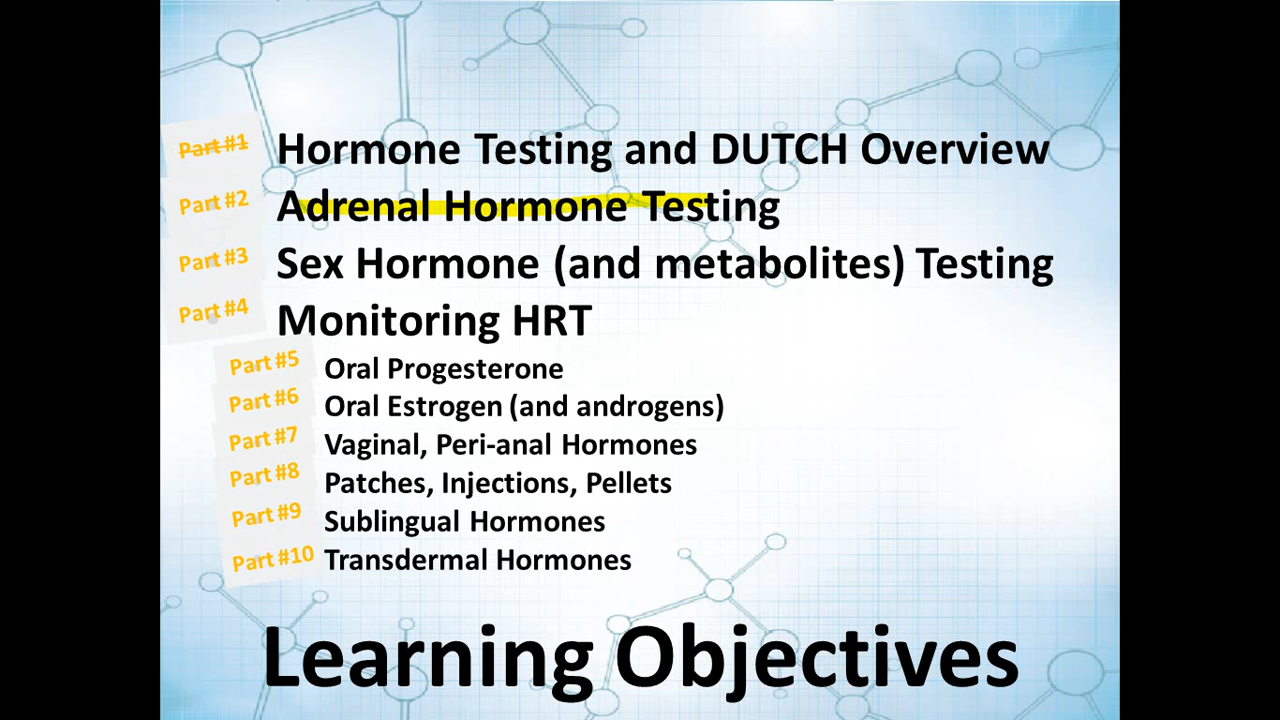 Part #1 Hormone Testing and DUTCH Overview
Part #2 Adrenal Hormone Testing
Part #3 Sex Hormone (and metabolites) Testing
Part #4 Monitoring HRT
Part #5 Oral Progesterone
Part #6 Oral Estrogen (and androgens)
Part #7 Vaginal, Peri-anal Hormones
Part #8 Patches, Injections, Pellets
Part #9 Sublingual Hormones
Part #10 Transdermal Hormones
Learning Objectives